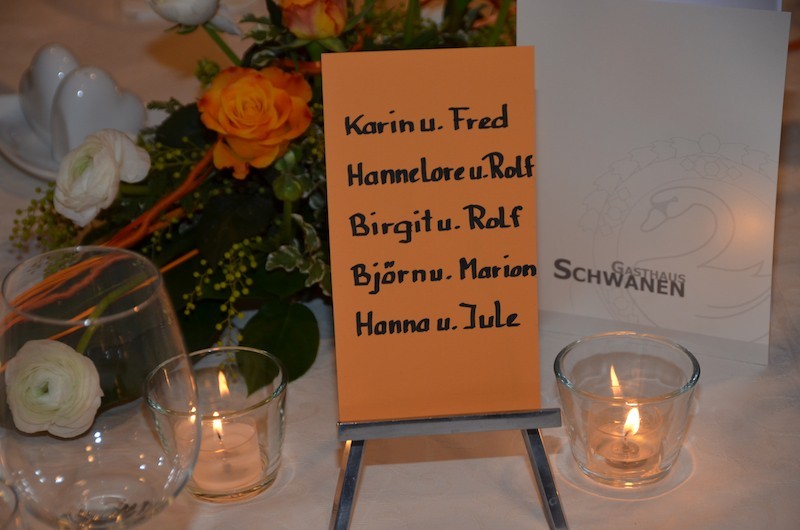 Karin u. Fred
Hannelore u. Rolf
Birgit u. Rolf
Björn u. Marion
Hanna u. Jule
GASTHAUS
SCHWANEN